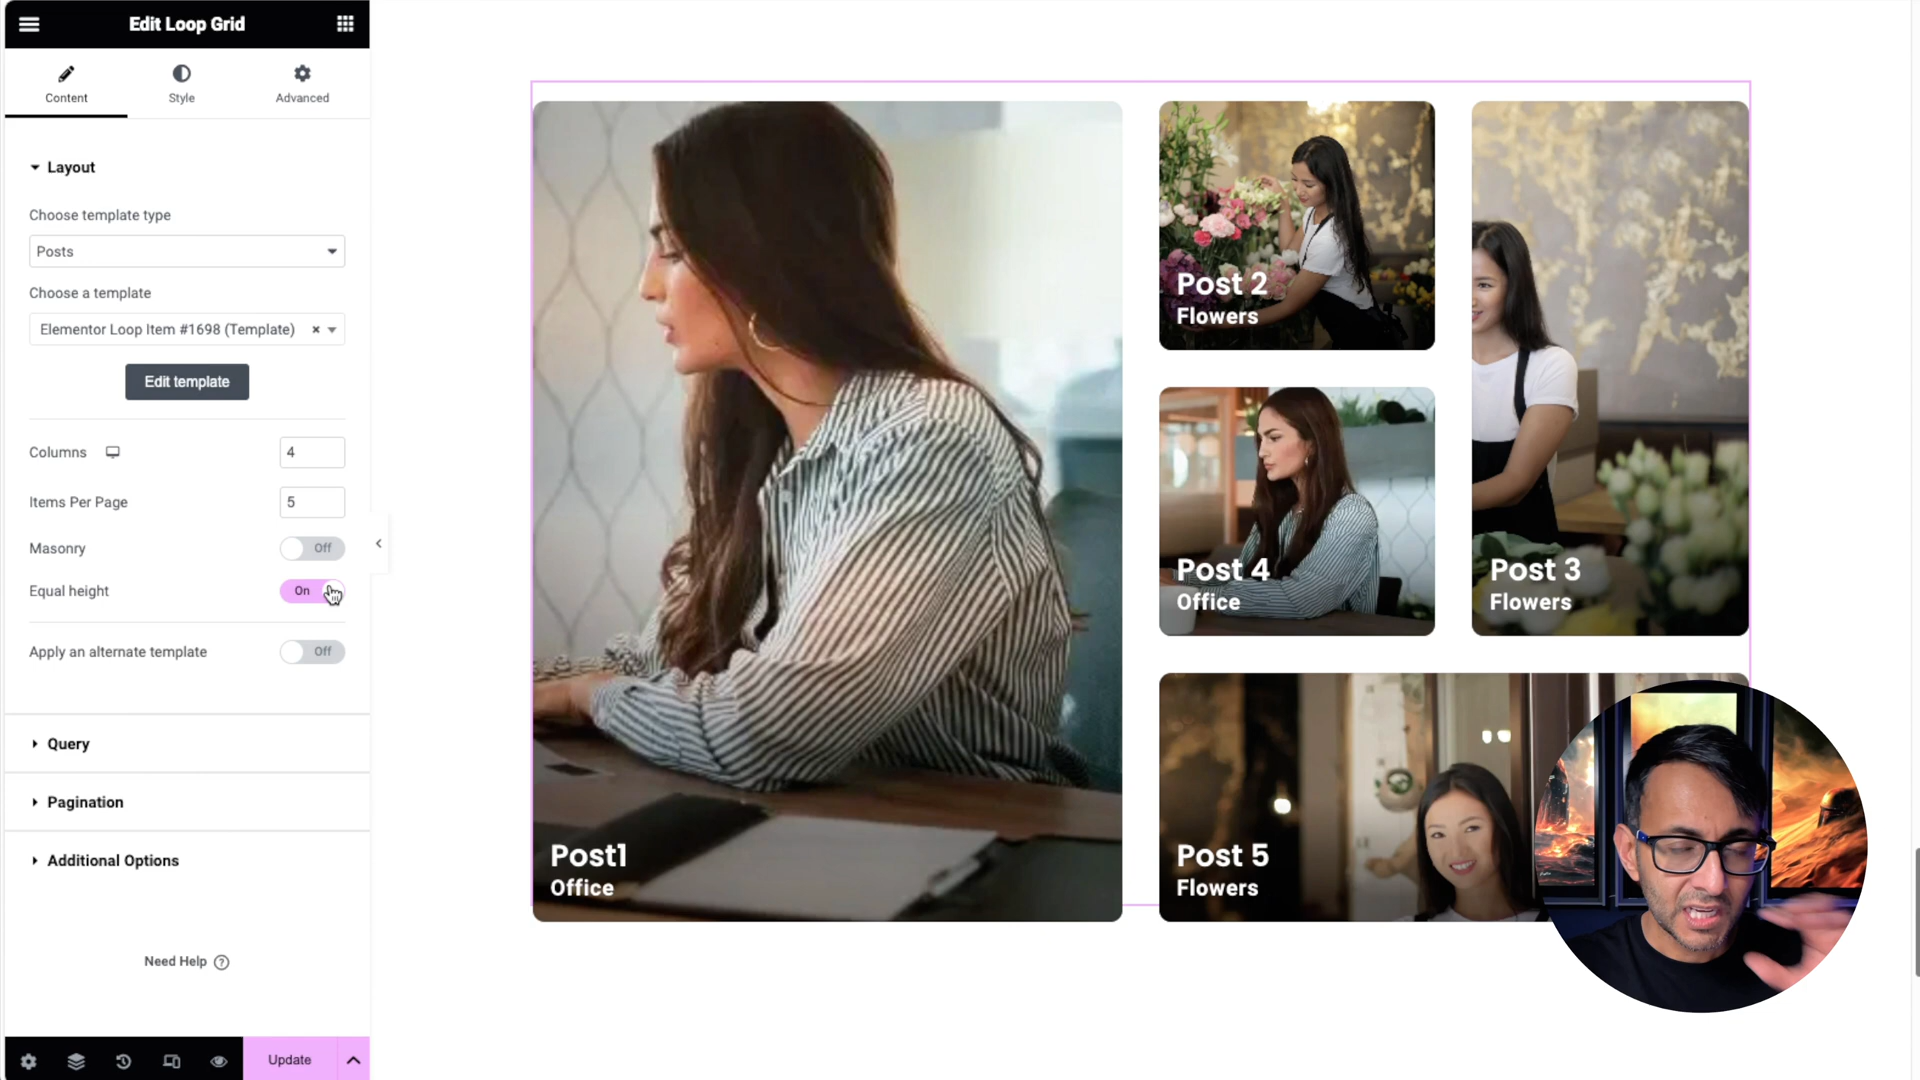 Edit Loop Grid
Content
Style
Advanced
Layout
Choose template type
Posts
Choose a template
Elementor Loop Item #1698 (Template)
Edit template
Columns
4
Items Per Page
5
Masonry
Off
Equal height
On
Apply an alternate template
Off
Query
Pagination
Additional Options
Need Help
Update
Post 2
Flowers
Post 4
Office
Post 3
Flowers
Post1
Office
Post 5
Flowers